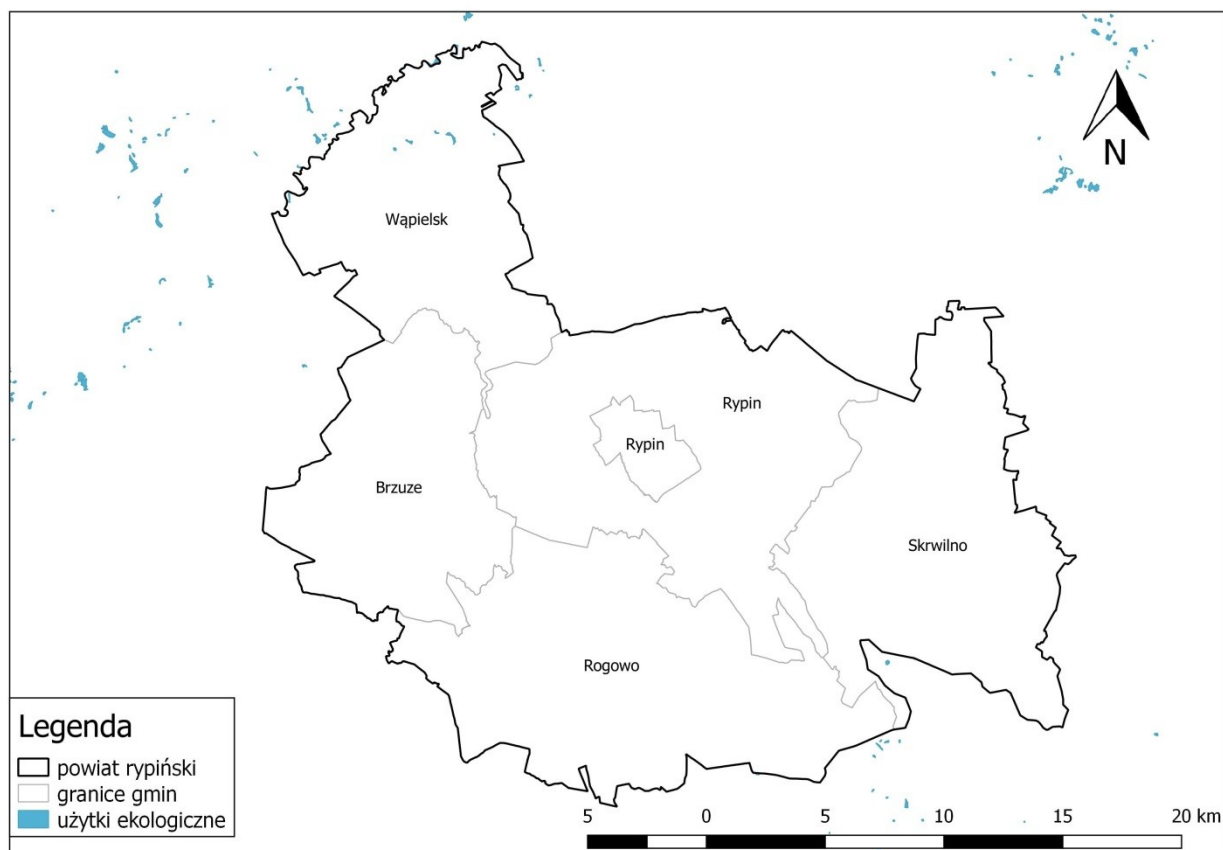 N
Wąpielsk
Rypin
Rypin
Brzuze
Skrwilno
Rogowo
Legenda
powiat rypiński
granice gmin
użytki ekologiczne
5 0 5 10 15 20 km